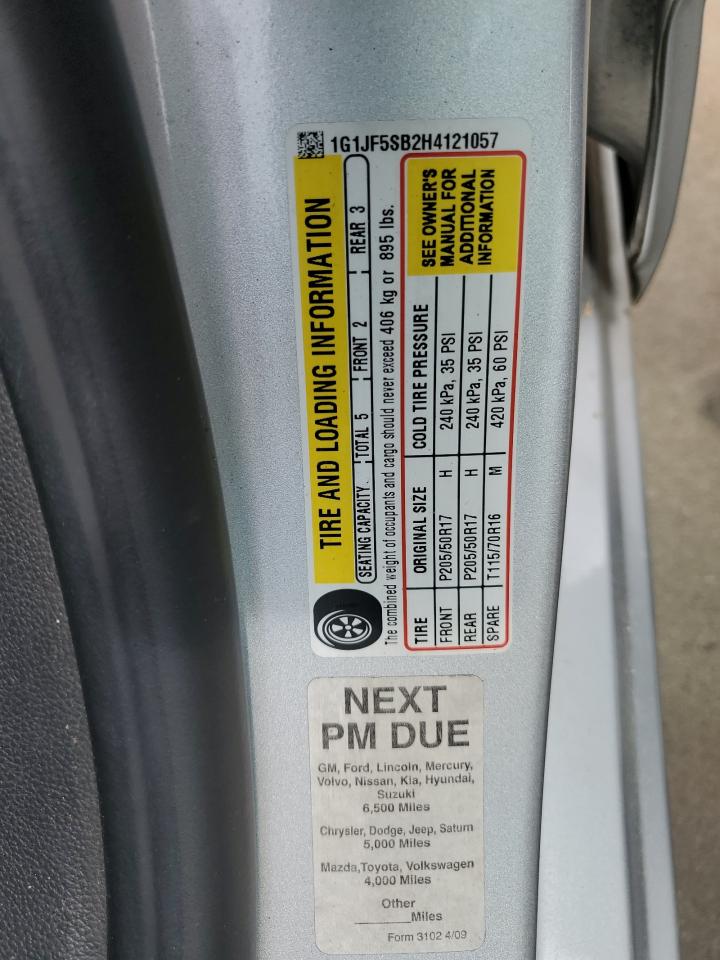 1G1JF5SB2H4121057
TIRE AND LOADING INFORMATION
SEATING CAPACITY TOTAL 5 FRONT 2 REAR 3
The combined weight of occupants and cargo should never exceed 406 kg or 895 lbs.
TIRE ORIGINAL SIZE COLD TIRE PRESSURE
FRONT P205/50R17 H 240 kPa, 35 PSI
REAR P205/50R17 H 240 kPa, 35 PSI
SPARE T115/70R16 M 420 kPa, 60 PSI
SEE OWNER'S
MANUAL FOR
ADDITIONAL
INFORMATION
NEXT
PM DUE
GM, Ford, Lincoln, Mercury,
Volvo, Nissan, Kia, Hyundai,
Suzuki
6,500 Miles
Chrysler, Dodge, Jeep, Saturn
5,000 Miles
Mazda,Toyota, Volkswagen
4,000 Miles
Other
______Miles
Form 3102 4/09